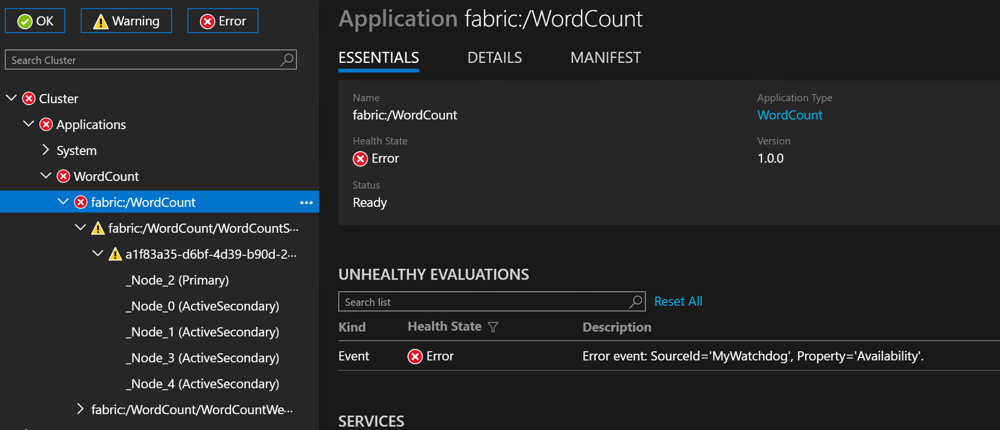 OK Warning Error
Search Cluster
Cluster
Applications
System
WordCount
fabric:/WordCount
fabric:/WordCount/WordCountS...
a1f83a35-d6bf-4d39-b90d-2...
_Node_2 (Primary)
_Node_0 (ActiveSecondary)
_Node_1 (ActiveSecondary)
_Node_3 (ActiveSecondary)
_Node_4 (ActiveSecondary)
fabric:/WordCount/WordCountWe...
Application fabric:/WordCount
ESSENTIALS DETAILS MANIFEST
Name
fabric:/WordCount
Application Type
WordCount
Health State
Error
Version
1.0.0
Status
Ready
UNHEALTHY EVALUATIONS
Search list Reset All
Kind Health State Description
Event Error Error event: SourceId='MyWatchdog', Property='Availability'.
SERVICES